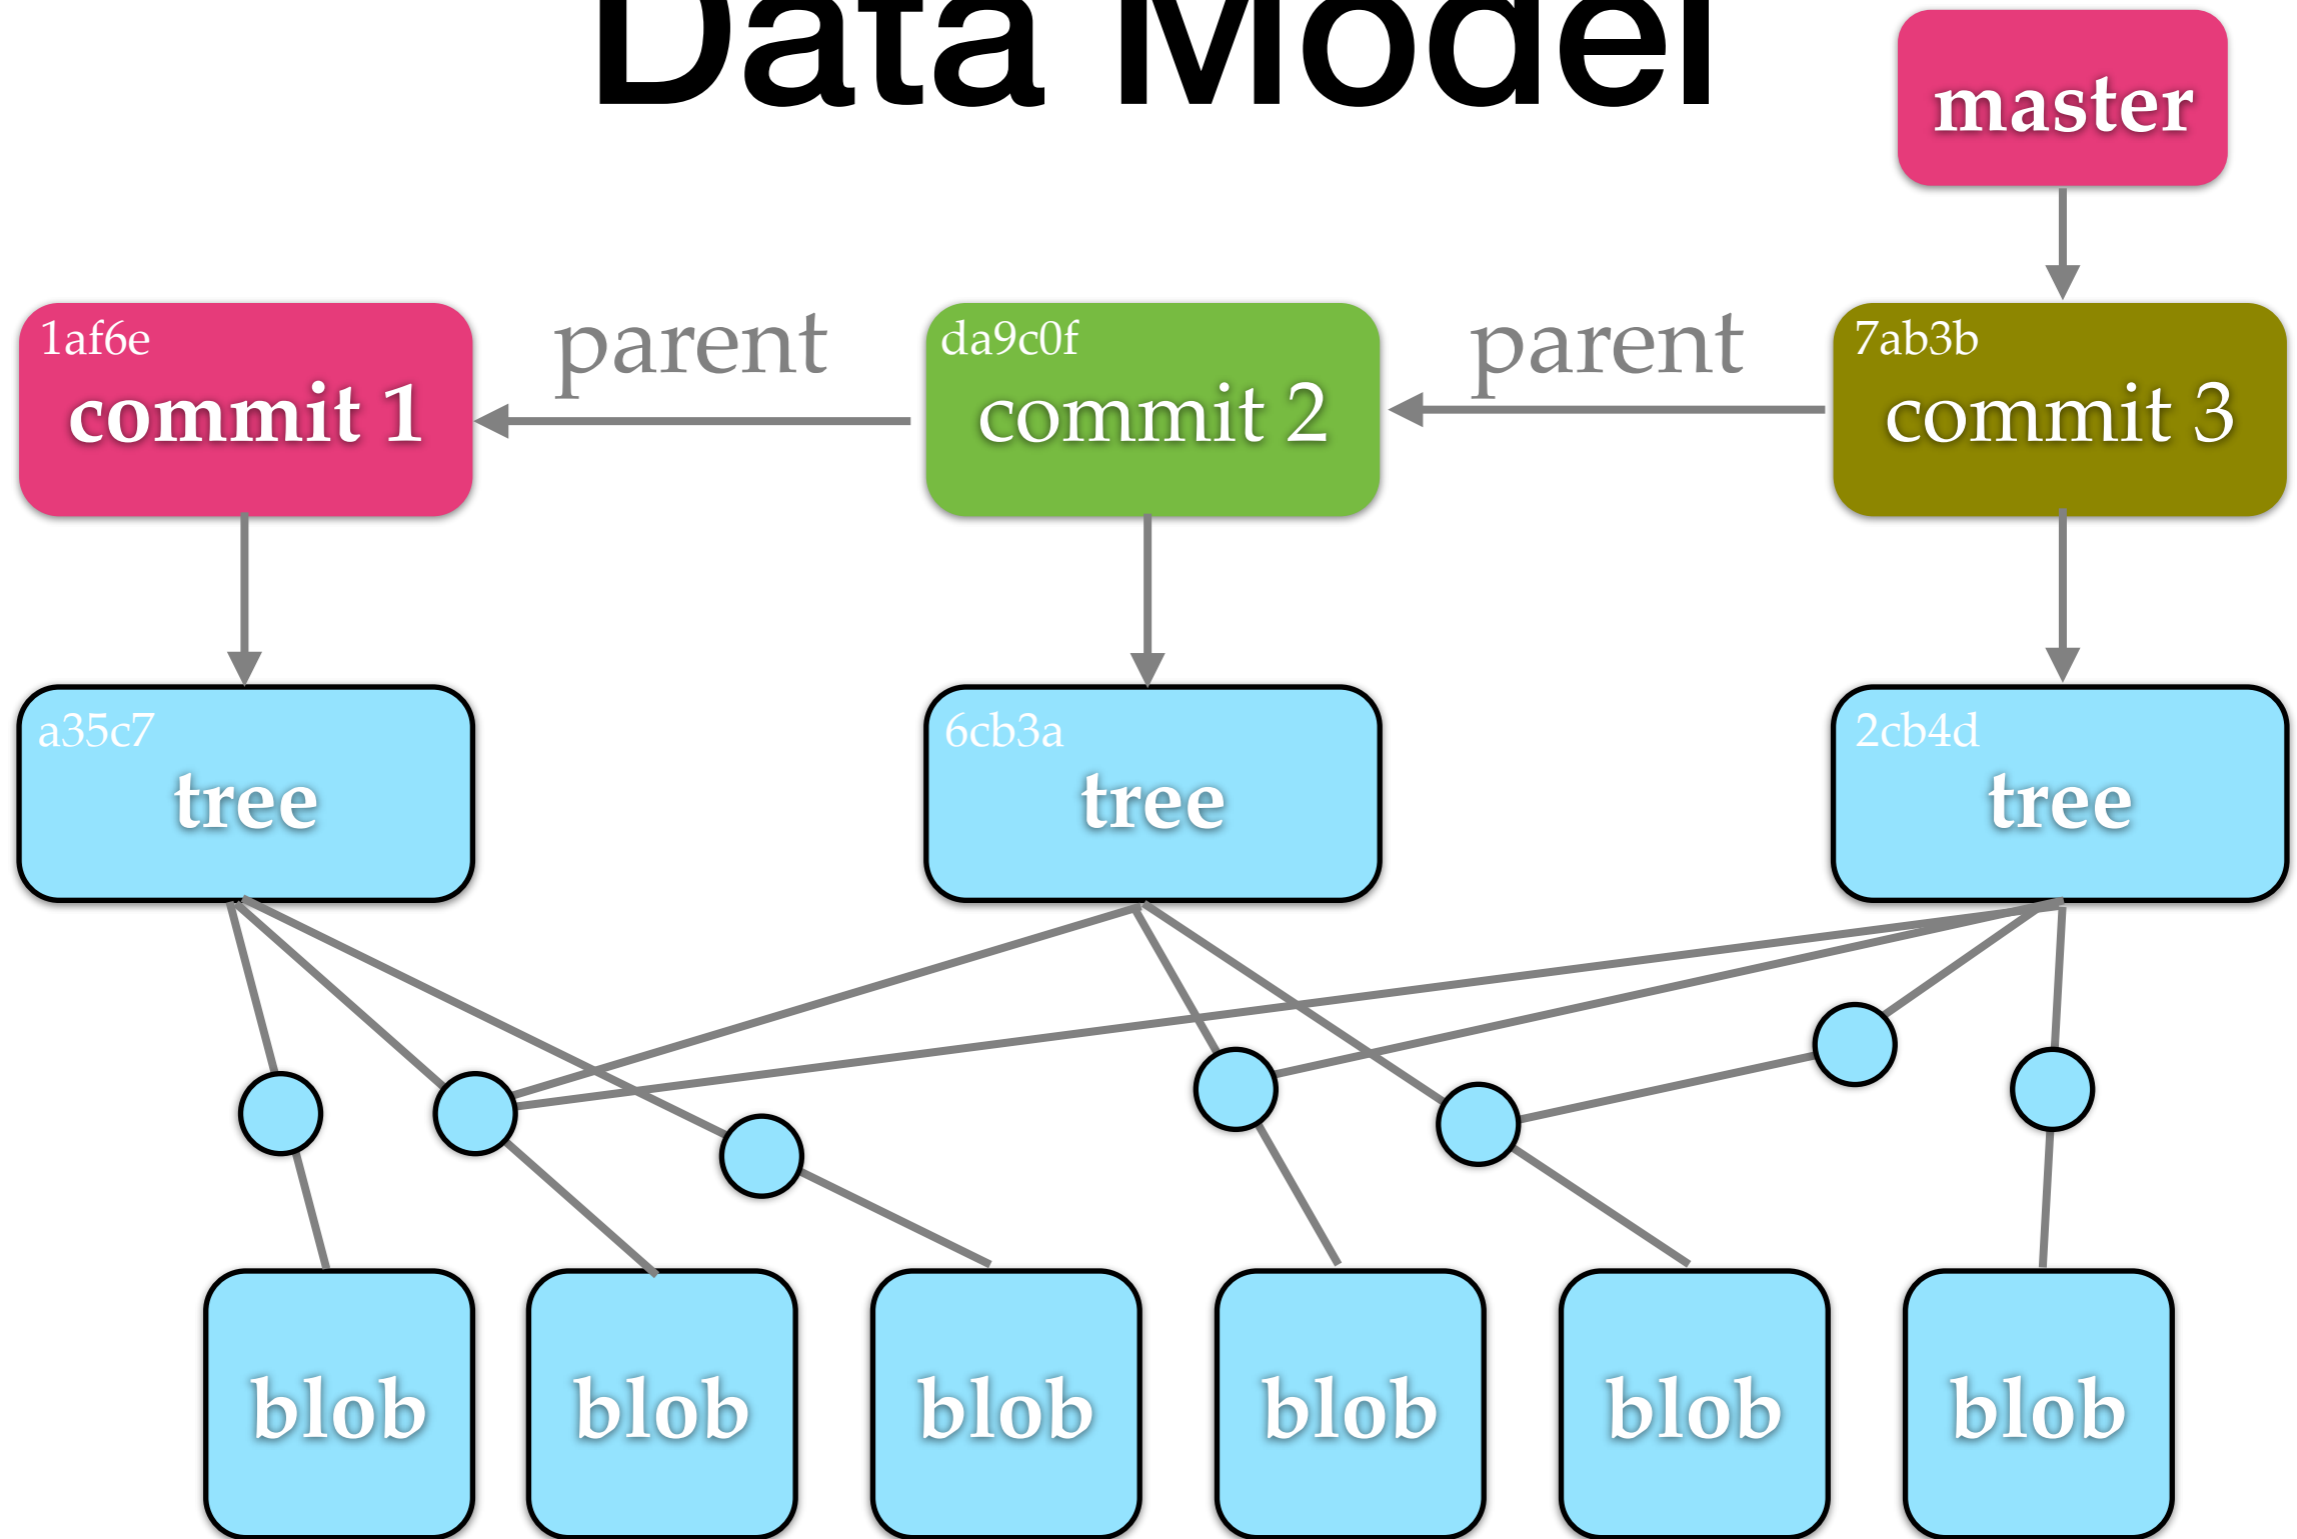 Data Model
master
1af6e
commit 1
parent
da9c0f
commit 2
parent
7ab3b
commit 3
a35c7
tree
6cb3a
tree
2cb4d
tree
blob
blob
blob
blob
blob
blob